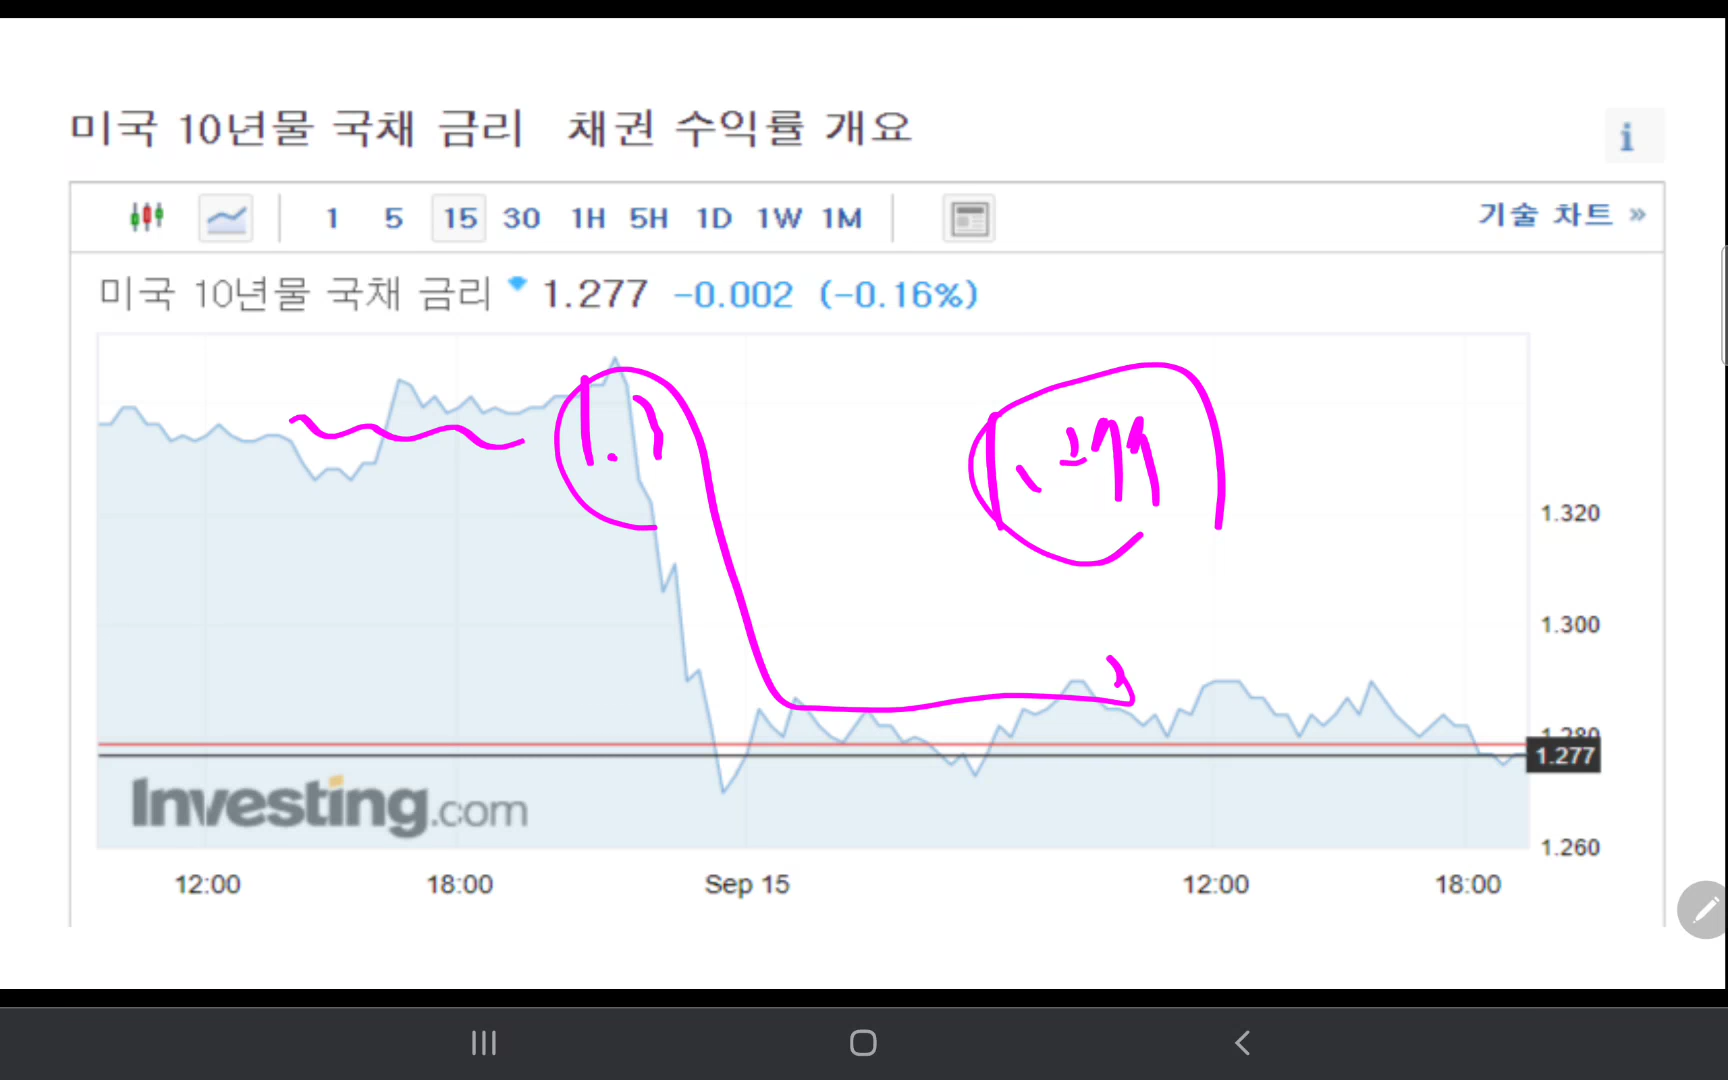 미국 10년물 국채 금리 채권 수익률 개요
i
1 5 15 30 1H 5H 1D 1W 1M
기술 차트 »
미국 10년물 국채 금리 1.277 -0.002 (-0.16%)
1.320
1.300
1.280
1.277
1.260
Investing.com
12:00 18:00 Sep 15 12:00 18:00